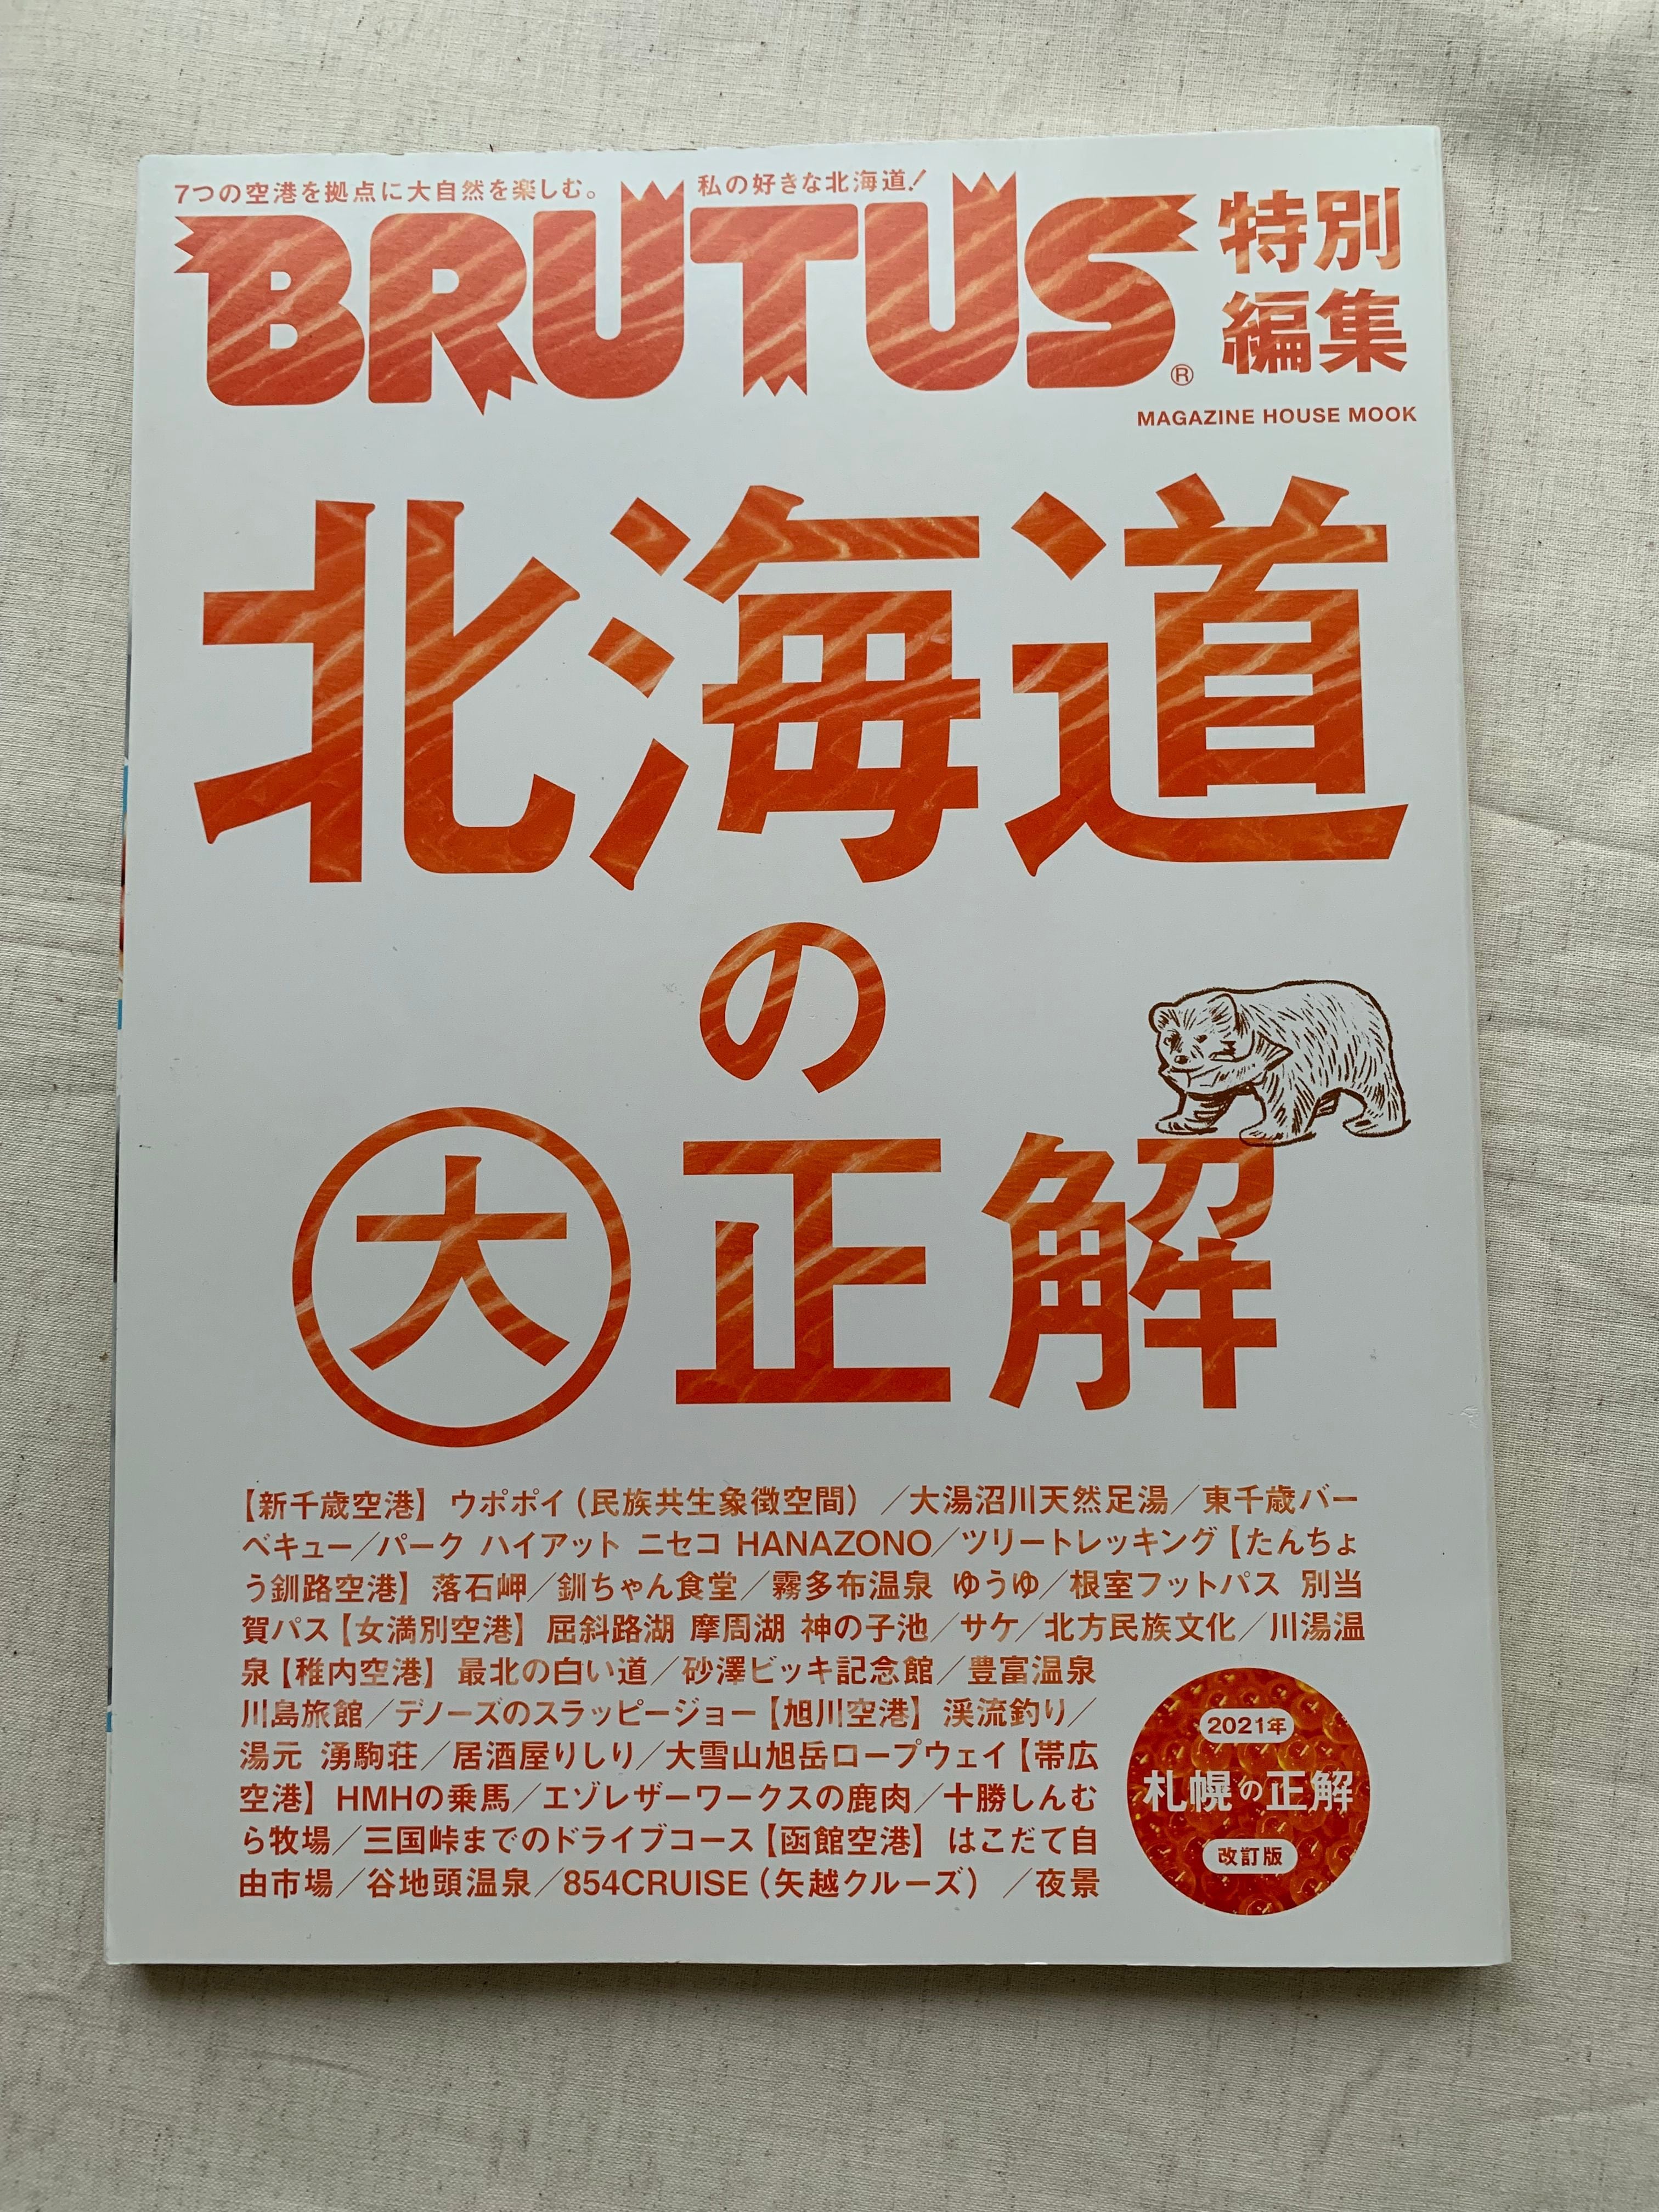 7つの空港を拠点に大自然を楽しむ。 私の好きな北海道!
BRUTUS®
特別
編集
MAGAZINE HOUSE MOOK
北海道
の
大正解
【新千歳空港】 ウポポイ(民族共生象徴空間) /大湯沼川天然足湯/東千歳バー
ベキュー/パーク ハイアット ニセコ HANAZONO/ツリートレッキング【たんちょ
う釧路空港】 落石岬/釧ちゃん食堂/霧多布温泉 ゆうゆ/根室フットパス 別当
賀パス【女満別空港】 屈斜路湖 摩周湖 神の子池/サケ/北方民族文化/川湯温
泉【稚内空港】 最北の白い道/砂澤ビッキ記念館/豊富温泉
川島旅館/デノーズのスラッピージョー【旭川空港】 渓流釣り/
湯元 湧駒荘/居酒屋りしり/大雪山旭岳ロープウェイ【帯広
空港】HMHの乗馬/エゾレザーワークスの鹿肉/十勝しんむ
ら牧場/三国峠までのドライブコース【函館空港】 はこだて自
由市場/谷地頭温泉/854CRUISE(矢越クルーズ) /夜景
2021年
札幌の正解
改訂版